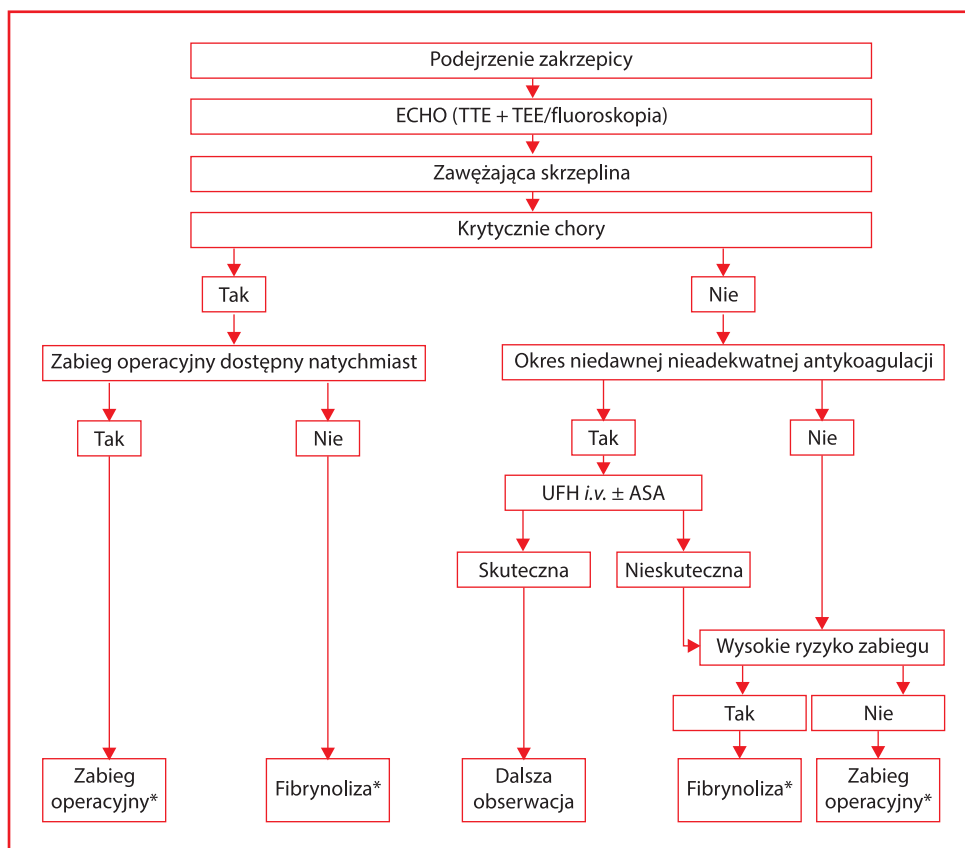 Podejrzenie zakrzepicy
ECHO (TTE + TEE/fluoroskopia)
Zawężająca skrzeplina
Krytycznie chory
Tak
Nie
Zabieg operacyjny dostępny natychmiast
Okres niedawnej nieadekwatnej antykoagulacji
Tak
Nie
Tak
Nie
UFH i.v. ± ASA
Skuteczna
Nieskuteczna
Wysokie ryzyko zabiegu
Tak
Nie
Zabieg
operacyjny*
Fibrynoliza*
Dalsza
obserwacja
Fibrynoliza*
Zabieg
operacyjny*